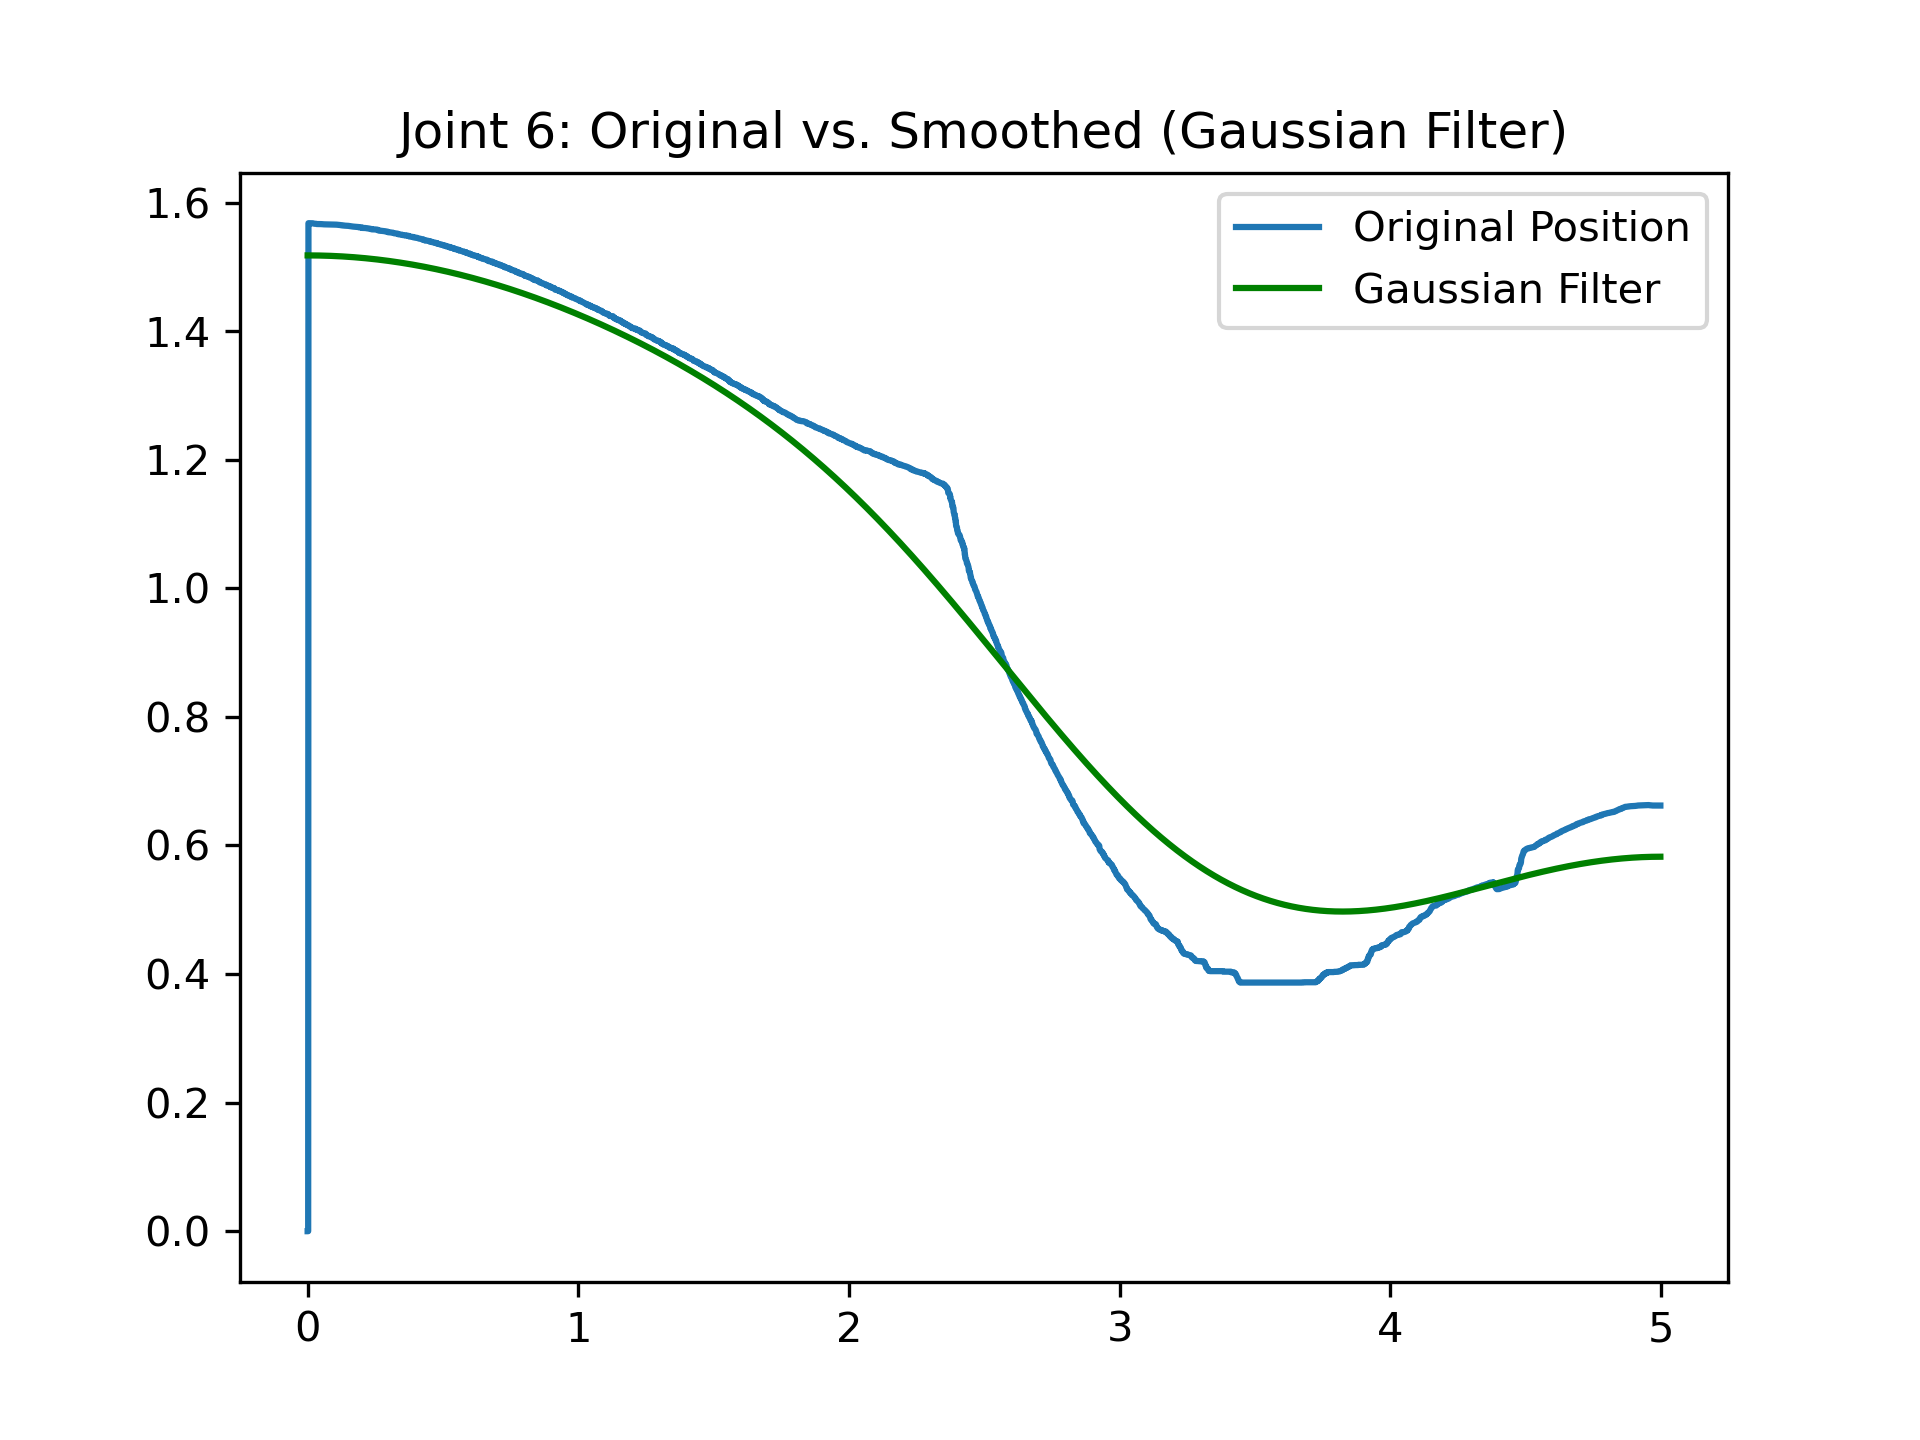 Joint 6: Original vs. Smoothed (Gaussian Filter)
Original Position
Gaussian Filter
1.6
1.4
1.2
1.0
0.8
0.6
0.4
0.2
0.0
0 1 2 3 4 5